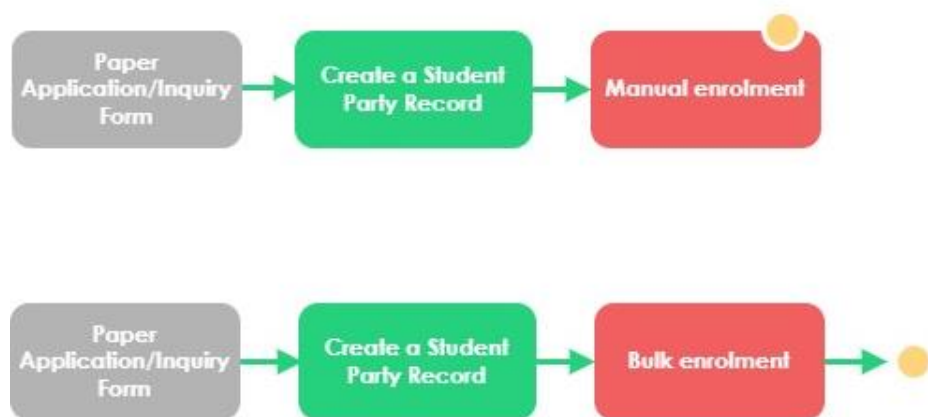 Paper
Application/Inquiry
Form
Create a Student
Party Record
Manual enrolment
Paper
Application/Inquiry
Form
Create a Student
Party Record
Bulk enrolment